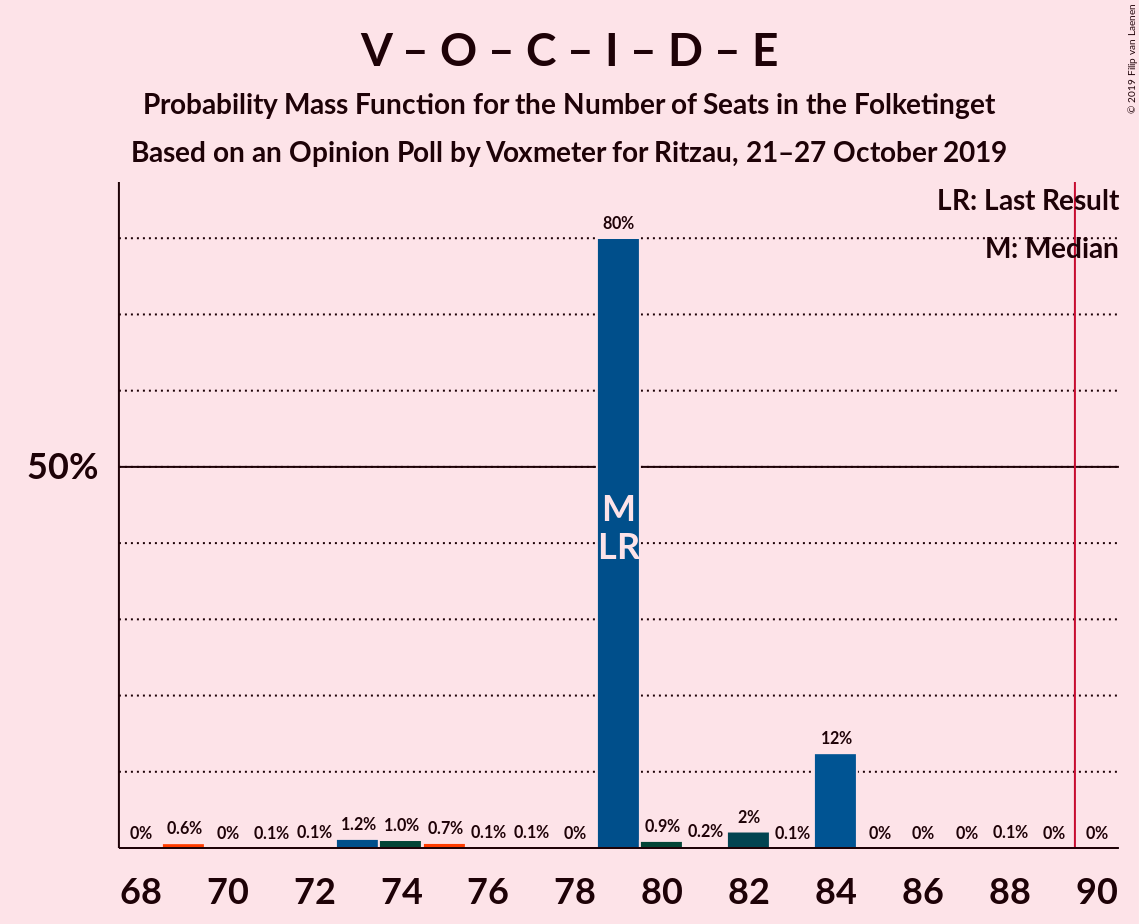 V – O – C – I – D – E
Probability Mass Function for the Number of Seats in the Folketinget
Based on an Opinion Poll by Voxmeter for Ritzau, 21–27 October 2019
© 2019 Filip van Laenen
LR: Last Result
M: Median
50%
0% 0.6% 0% 0.1% 0.1% 1.2% 1.0% 0.7% 0.1% 0.1% 0% 80% 0.9% 0.2% 2% 0.1% 12% 0% 0% 0% 0.1% 0% 0%
M
LR
68 70 72 74 76 78 80 82 84 86 88 90